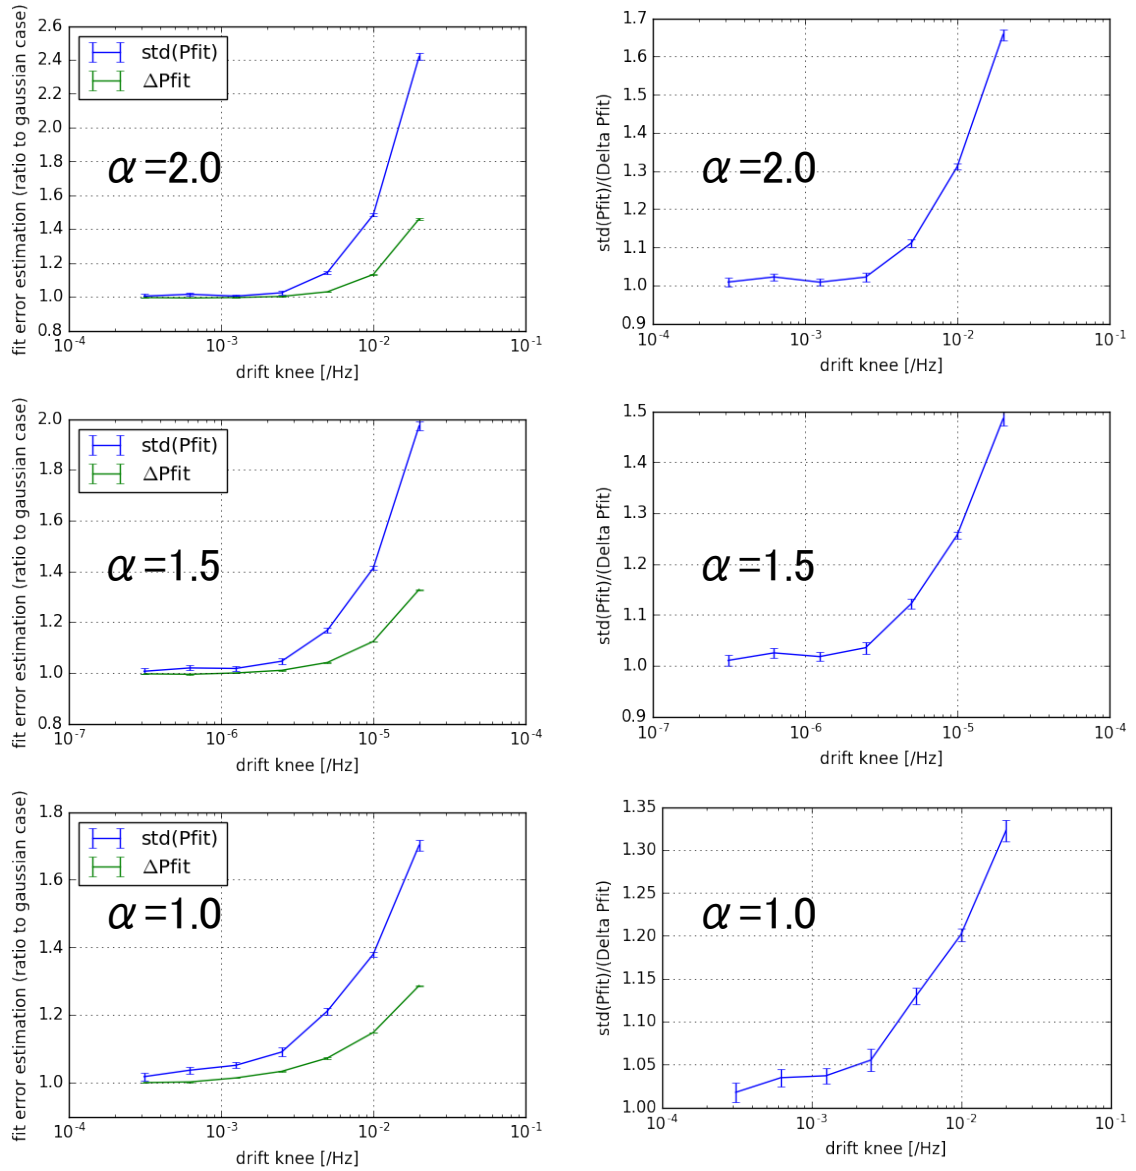 fit error estimation (ratio to gaussian case)
2.6
2.4
2.2
2.0
1.8
1.6
1.4
1.2
1.0
0.8
std(Pfit)
ΔPfit
α=2.0
10⁻⁴ 10⁻³ 10⁻² 10⁻¹
drift knee [/Hz]
std(Pfit)/(Delta Pfit)
1.7
1.6
1.5
1.4
1.3
1.2
1.1
1.0
0.9
α=2.0
10⁻⁴ 10⁻³ 10⁻² 10⁻¹
drift knee [/Hz]
fit error estimation (ratio to gaussian case)
2.0
1.8
1.6
1.4
1.2
1.0
0.8
std(Pfit)
ΔPfit
α=1.5
10⁻⁷ 10⁻⁶ 10⁻⁵ 10⁻⁴
drift knee [/Hz]
std(Pfit)/(Delta Pfit)
1.5
1.4
1.3
1.2
1.1
1.0
0.9
α=1.5
10⁻⁷ 10⁻⁶ 10⁻⁵ 10⁻⁴
drift knee [/Hz]
fit error estimation (ratio to gaussian case)
1.8
1.6
1.4
1.2
1.0
std(Pfit)
ΔPfit
α=1.0
10⁻⁴ 10⁻³ 10⁻² 10⁻¹
drift knee [/Hz]
std(Pfit)/(Delta Pfit)
1.35
1.30
1.25
1.20
1.15
1.10
1.05
1.00
α=1.0
10⁻⁴ 10⁻³ 10⁻² 10⁻¹
drift knee [/Hz]